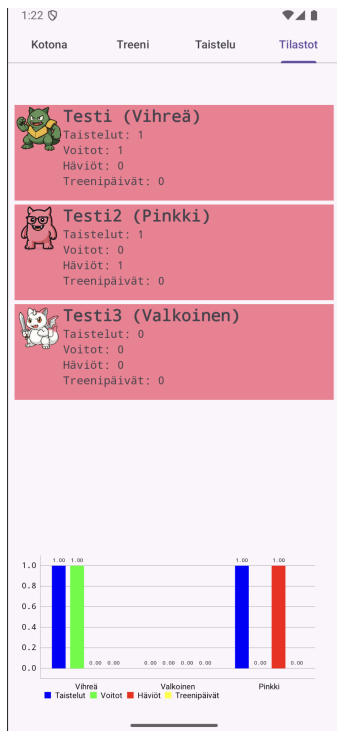 1:22
Kotona Treeni Taistelu Tilastot
Testi (Vihreä)
Taistelut: 1
Voitot: 1
Häviöt: 0
Treenipäivät: 0
Testi2 (Pinkki)
Taistelut: 1
Voitot: 0
Häviöt: 1
Treenipäivät: 0
Testi3 (Valkoinen)
Taistelut: 0
Voitot: 0
Häviöt: 0
Treenipäivät: 0
1.00 1.00 1.00 1.00
1.0
0.8
0.6
0.4
0.2
0.00 0.00 0.00 0.00 0.00 0.00 0.00 0.00
0.0
Vihreä Valkoinen Pinkki
Taistelut Voitot Häviöt Treenipäivät